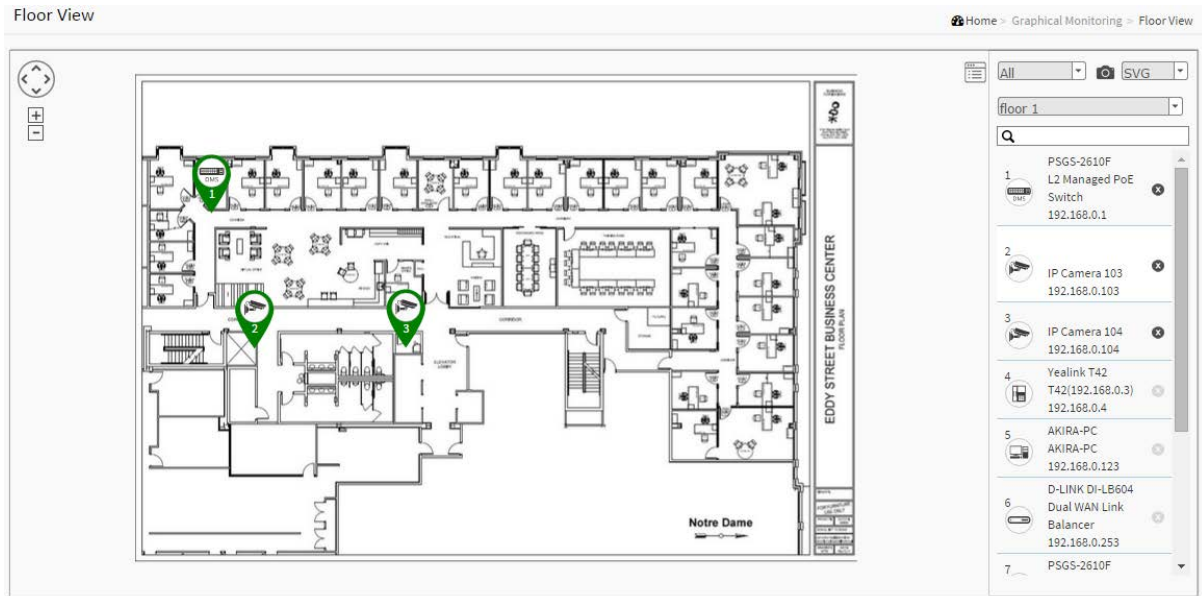 Floor View
Home > Graphical Monitoring > Floor View
All
SVG
floor 1
DMS
1
2
3
CORRIDOR
ELEVATOR
LOBBY
EDDY STREET BUSINESS CENTER
FLOOR PLAN
Notre Dame
1
DMS
PSGS-2610F
L2 Managed PoE
Switch
192.168.0.1
2
IP Camera 103
192.168.0.103
3
IP Camera 104
192.168.0.104
4
Yealink T42
T42(192.168.0.3)
192.168.0.4
5
AKIRA-PC
AKIRA-PC
192.168.0.123
6
D-LINK DI-LB604
Dual WAN Link
Balancer
192.168.0.253
7
PSGS-2610F